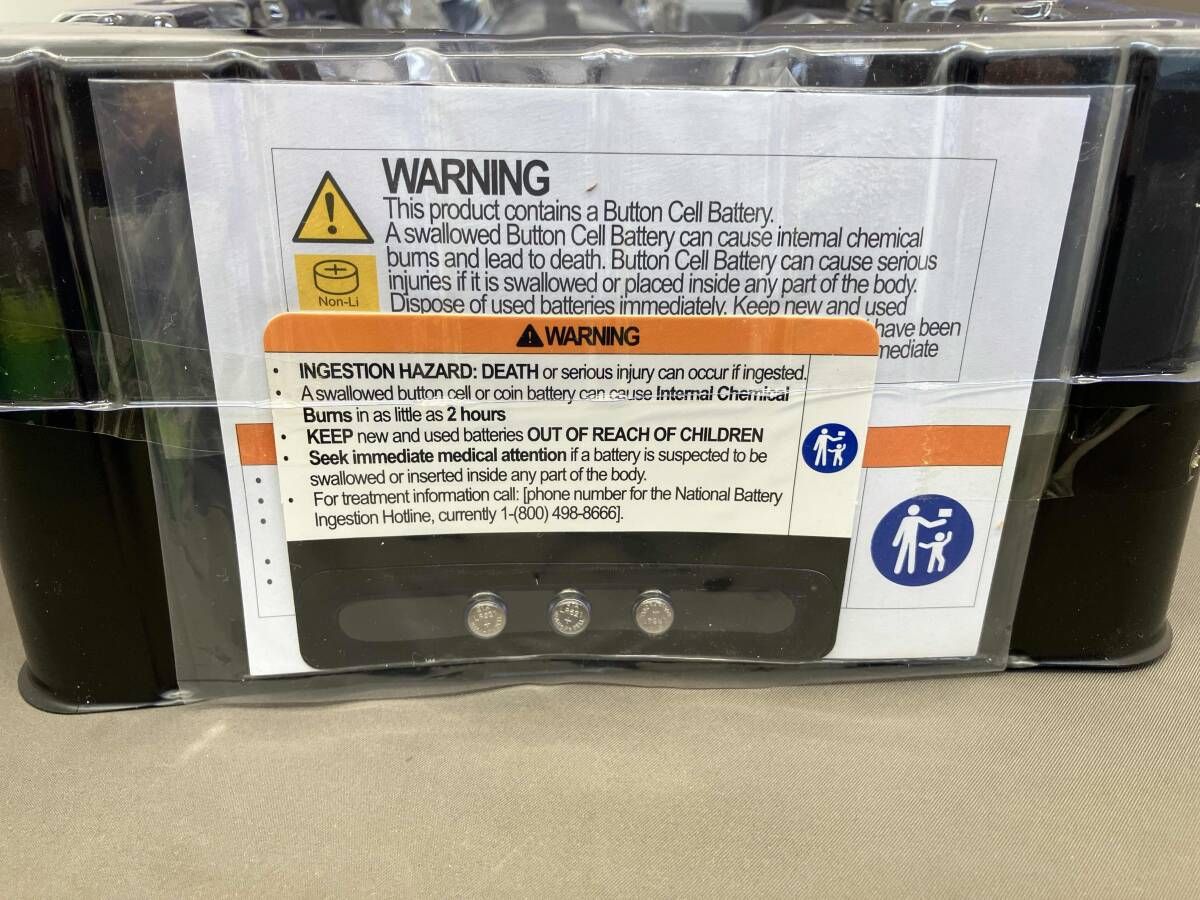 WARNING
This product contains a Button Cell Battery.
A swallowed Button Cell Battery can cause internal chemical
burns and lead to death. Button Cell Battery can cause serious
injuries if it is swallowed or placed inside any part of the body.
Dispose of used batteries immediately. Keep new and used
have been
mediate
Non-Li
WARNING
• INGESTION HAZARD: DEATH or serious injury can occur if ingested.
• A swallowed button cell or coin battery can cause Internal Chemical
Burns in as little as 2 hours
• KEEP new and used batteries OUT OF REACH OF CHILDREN
• Seek immediate medical attention if a battery is suspected to be
swallowed or inserted inside any part of the body.
• For treatment information call: [phone number for the National Battery
Ingestion Hotline, currently 1-(800) 498-8666].